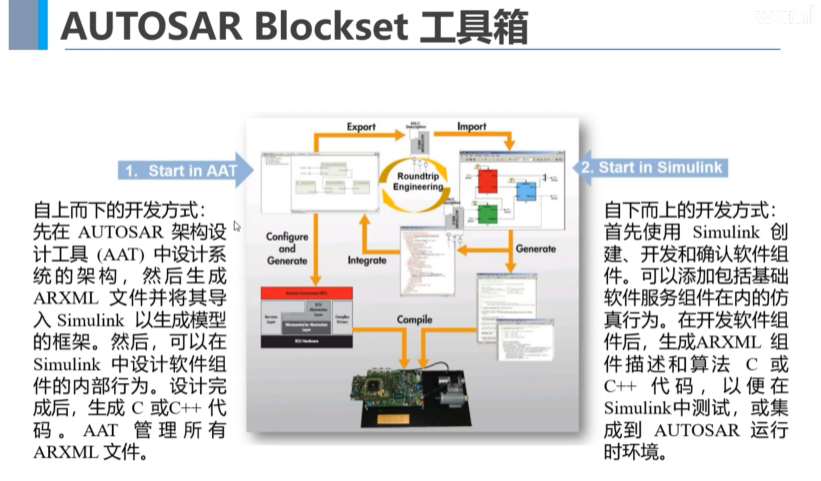 AUTOSAR Blockset 工具箱
1. Start in AAT
自上而下的开发方式：
先在 AUTOSAR 架构设
计工具 (AAT) 中设计系
统的架构，然后生成
ARXML 文件并将其导
入 Simulink 以生成模型
的框架。然后，可以在
Simulink 中设计软件组
件的内部行为。设计完
成后，生成 C 或C++ 代
码。AAT 管理所有
ARXML 文件。
Export
Import
Description
Roundtrip
Engineering
Configure
and
Generate
Integrate
Generate
Compile
ECU Hardware
2. Start in Simulink
自下而上的开发方式：
首先使用 Simulink 创
建、开发和确认软件组
件。可以添加包括基础
软件服务组件在内的仿
真行为。在开发软件组
件后，生成ARXML 组
件描述和算法 C 或
C++ 代码，以便在
Simulink中测试，或集
成到 AUTOSAR 运行
时环境。